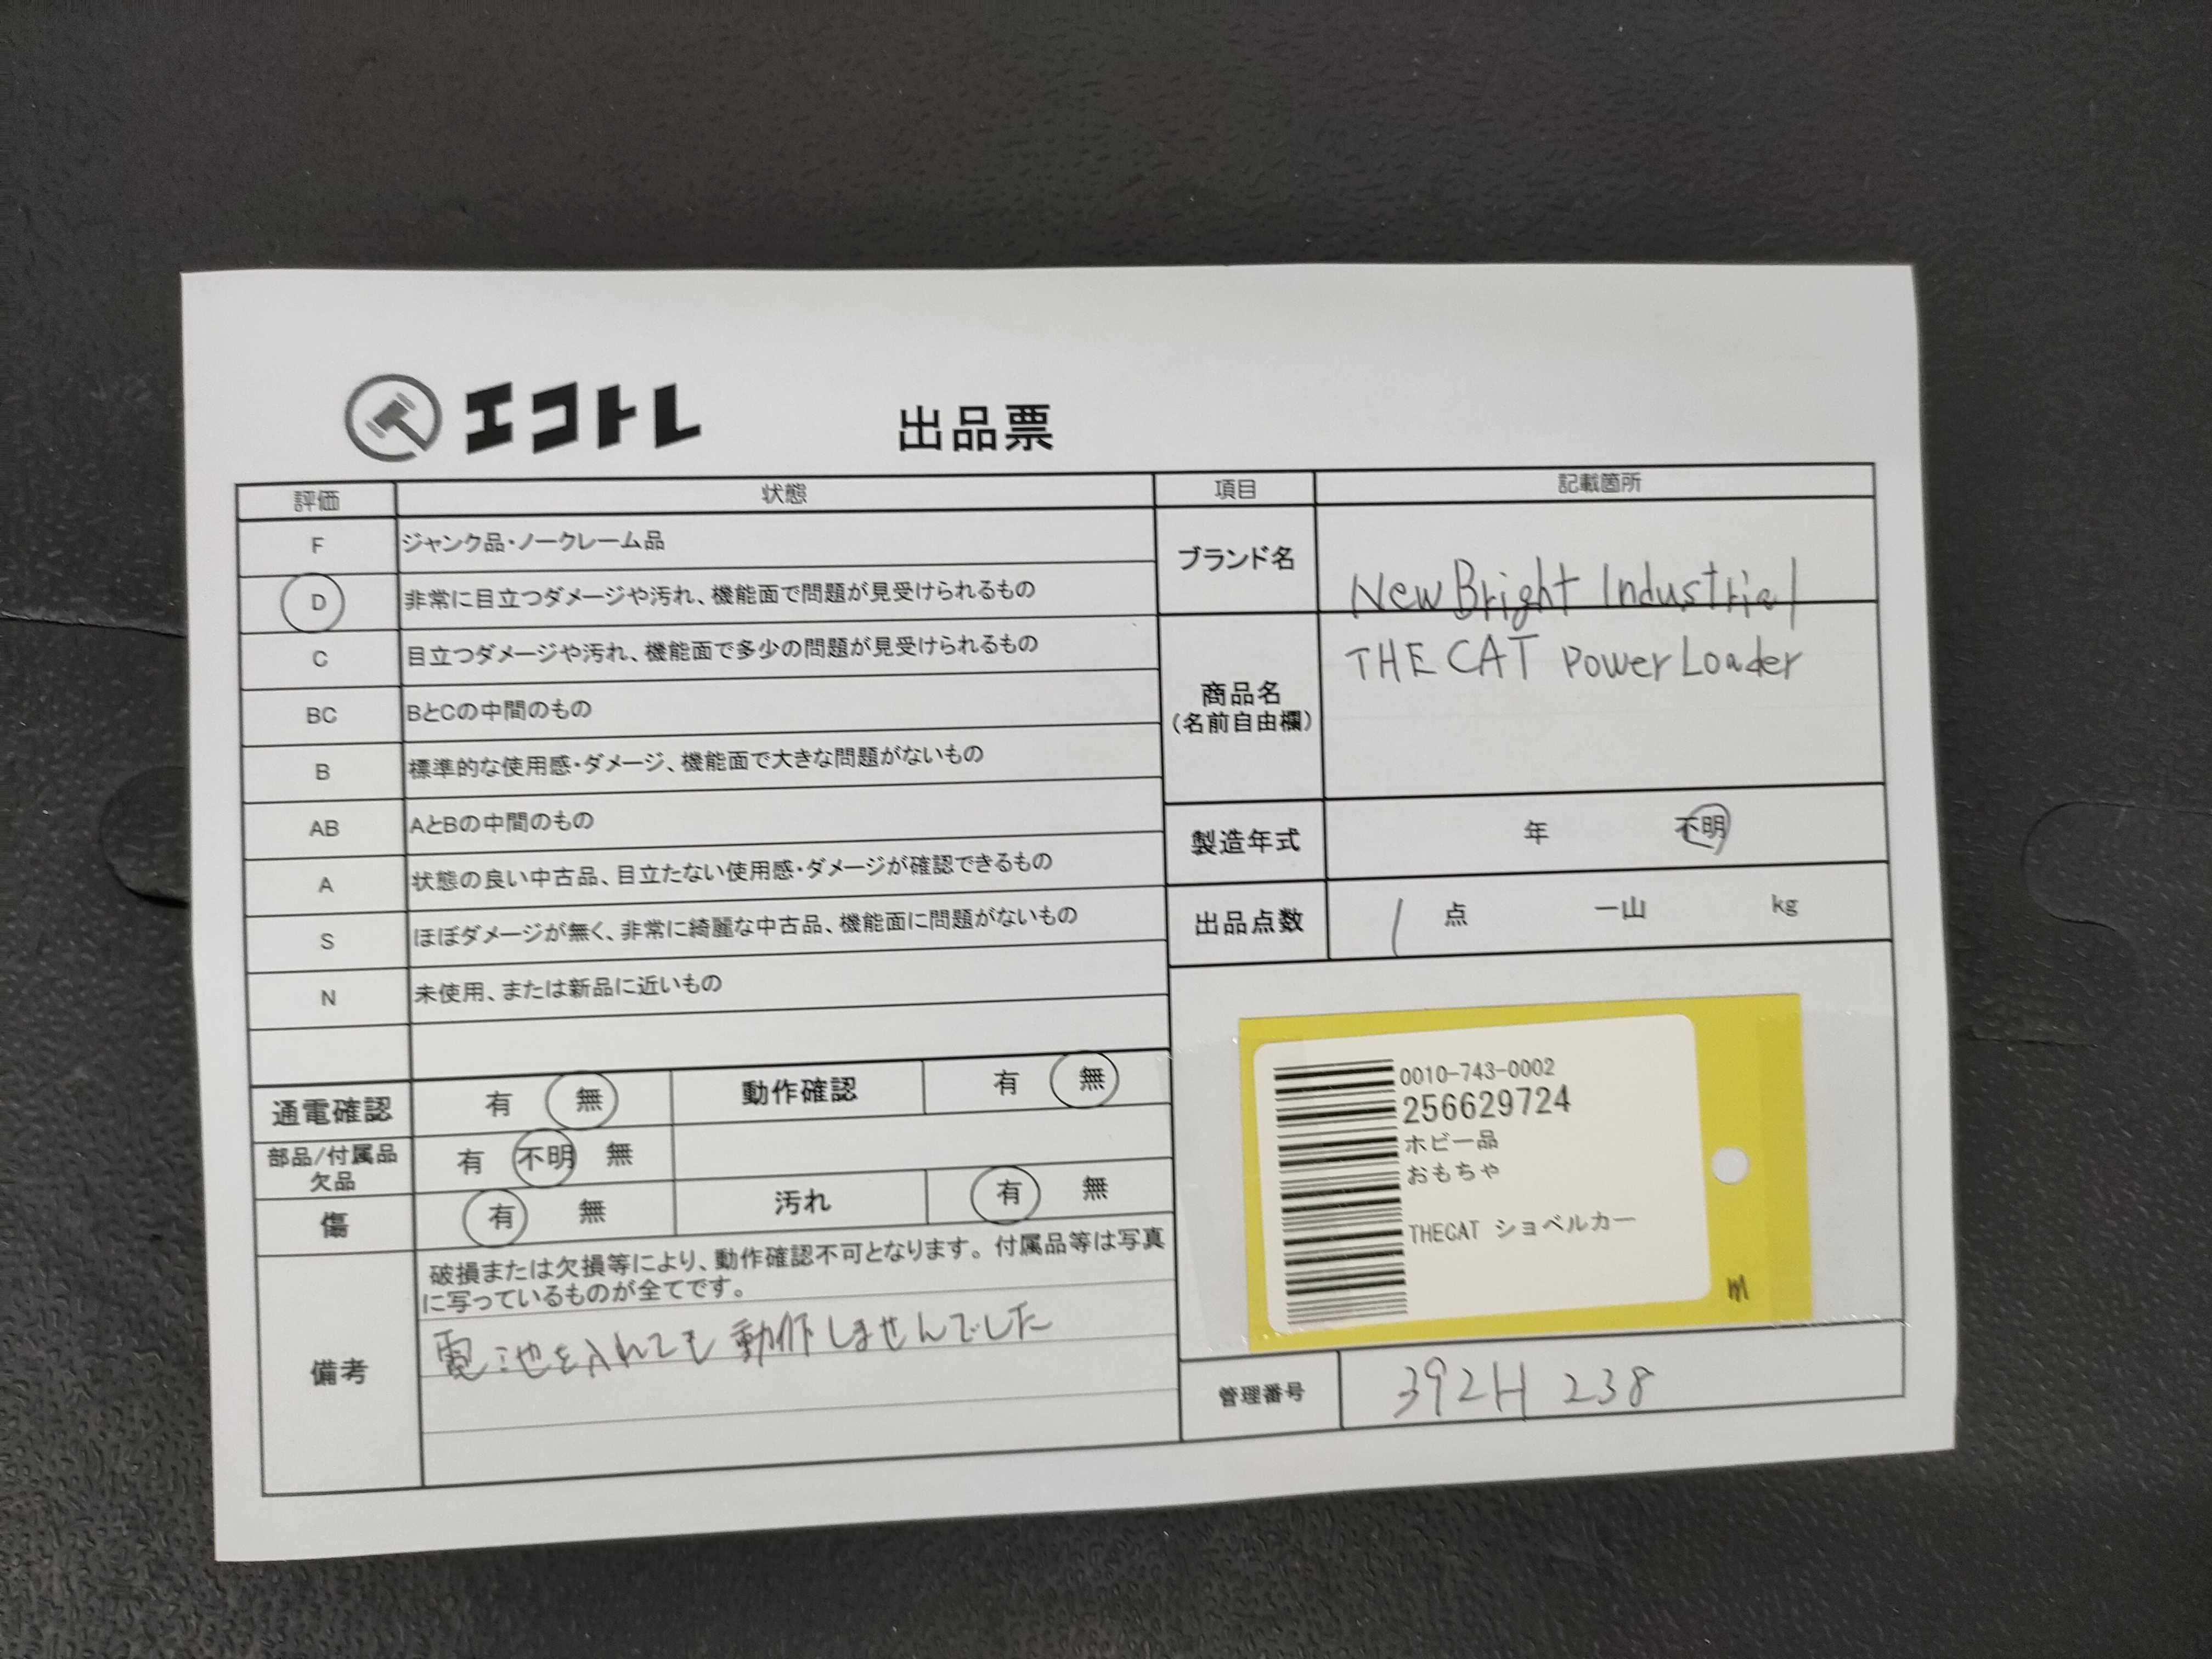 エコトレ 出品票
評価 状態 項目 記載箇所
F ジャンク品・ノークレーム品
D 非常に目立つダメージや汚れ、機能面で問題が見受けられるもの
C 目立つダメージや汚れ、機能面で多少の問題が見受けられるもの
BC BとCの中間のもの
B 標準的な使用感・ダメージ、機能面で大きな問題がないもの
AB AとBの中間のもの
A 状態の良い中古品、目立たない使用感・ダメージが確認できるもの
S ほぼダメージが無く、非常に綺麗な中古品、機能面に問題がないもの
N 未使用、または新品に近いもの
通電確認 有 無 動作確認 有 無
部品/付属品 欠品 有 不明 無
傷 有 無 汚れ 有 無
備考
破損または欠損等により、動作確認不可となります。付属品等は写真
に写っているものが全てです。
電池を入れても動作しませんでした
ブランド名 New Bright Industrial
商品名 THE CAT Power Loader
(名前自由欄)
製造年式 年 不明
出品点数 1 点 一山 kg
0010-743-0002
256629724
ホビー品
おもちゃ
THECAT ショベルカー
m
管理番号 392H 238